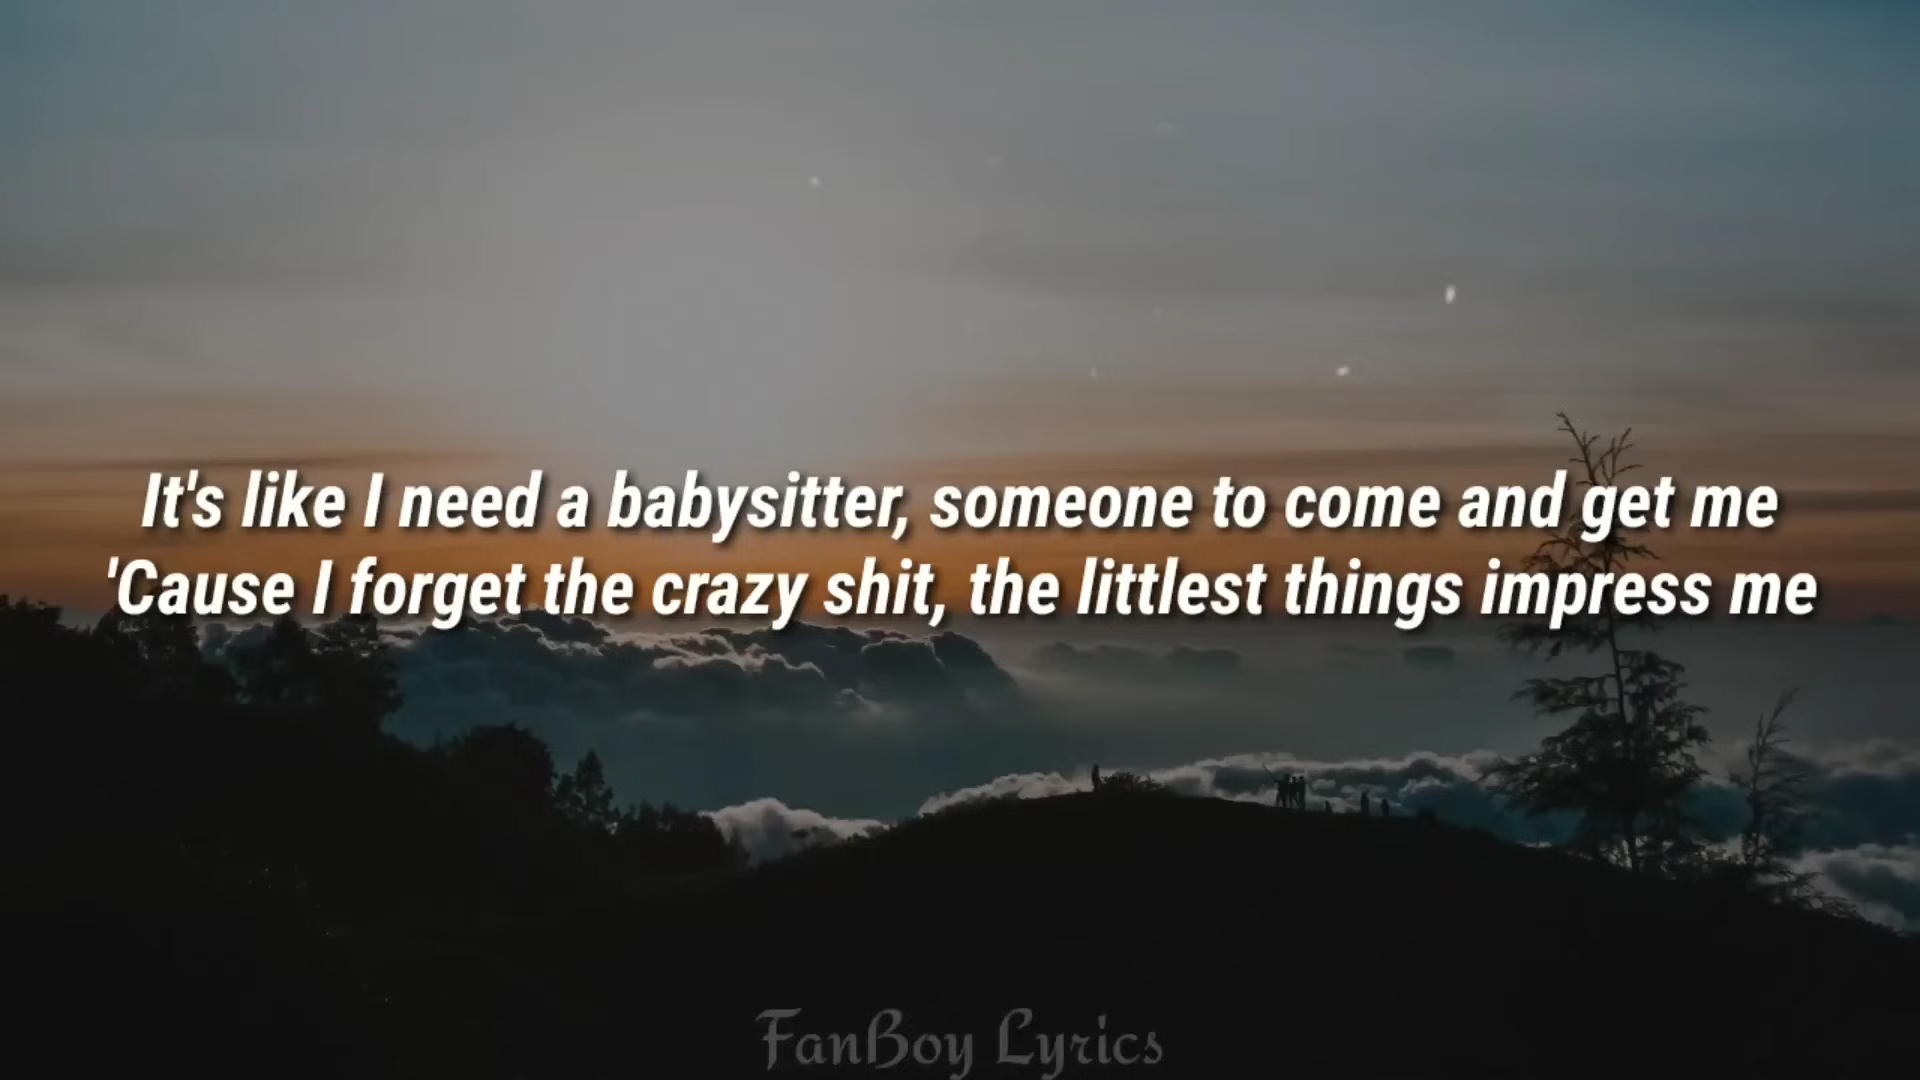 It's like I need a babysitter, someone to come and get me
'Cause I forget the crazy shit, the littlest things impress me
FanBoy Lyrics